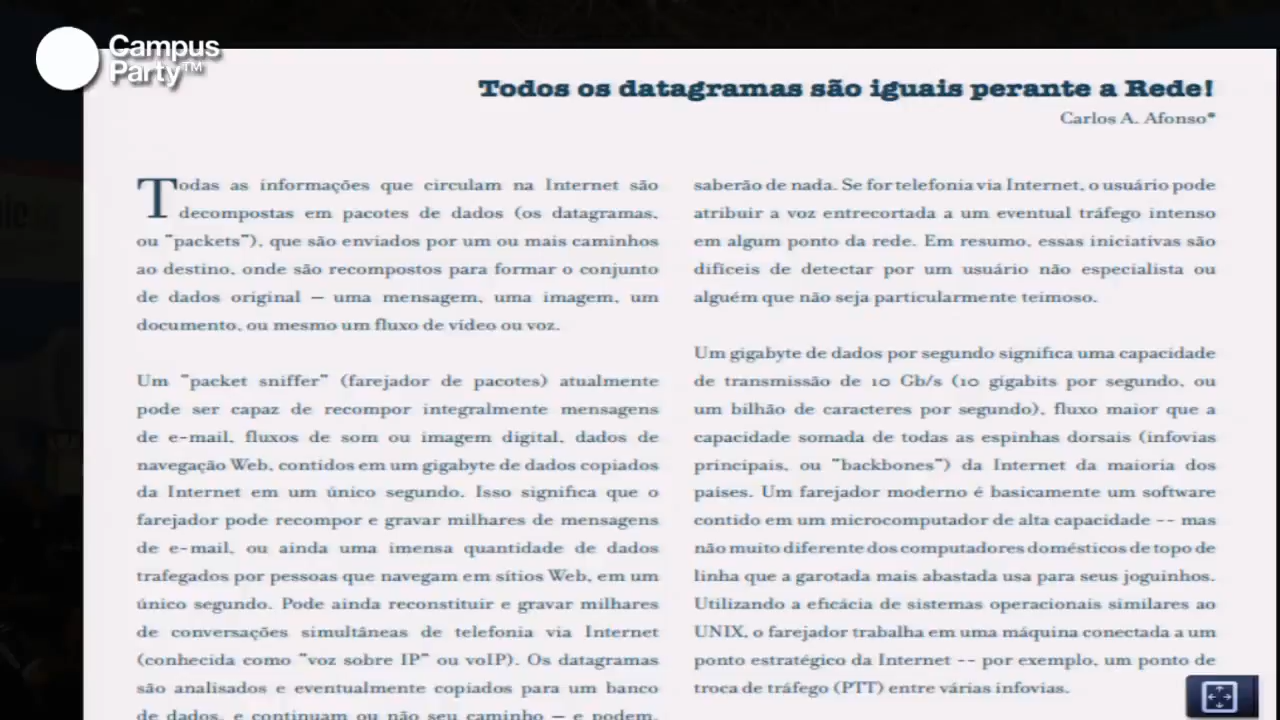 Campus
Party™
Todos os datagramas são iguais perante a Rede!
Carlos A. Afonso*
Todas as informações que circulam na Internet são
decompostas em pacotes de dados (os datagramas,
ou "packets"), que são enviados por um ou mais caminhos
ao destino, onde são recompostos para formar o conjunto
de dados original — uma mensagem, uma imagem, um
documento, ou mesmo um fluxo de vídeo ou voz.
Um "packet sniffer" (farejador de pacotes) atualmente
pode ser capaz de recompor integralmente mensagens
de e-mail, fluxos de som ou imagem digital, dados de
navegação Web, contidos em um gigabyte de dados copiados
da Internet em um único segundo. Isso significa que o
farejador pode recompor e gravar milhares de mensagens
de e-mail, ou ainda uma imensa quantidade de dados
trafegados por pessoas que navegam em sítios Web, em um
único segundo. Pode ainda reconstituir e gravar milhares
de conversações simultâneas de telefonia via Internet
(conhecida como "voz sobre IP" ou voIP). Os datagramas
são analisados e eventualmente copiados para um banco
de dados, e continuam ou não seu caminho — e podem,
saberão de nada. Se for telefonia via Internet, o usuário pode
atribuir a voz entrecortada a um eventual tráfego intenso
em algum ponto da rede. Em resumo, essas iniciativas são
difíceis de detectar por um usuário não especialista ou
alguém que não seja particularmente teimoso.
Um gigabyte de dados por segundo significa uma capacidade
de transmissão de 10 Gb/s (10 gigabits por segundo, ou
um bilhão de caracteres por segundo), fluxo maior que a
capacidade somada de todas as espinhas dorsais (infovias
principais, ou "backbones") da Internet da maioria dos
países. Um farejador moderno é basicamente um software
contido em um microcomputador de alta capacidade -- mas
não muito diferente dos computadores domésticos de topo de
linha que a garotada mais abastada usa para seus joguinhos.
Utilizando a eficácia de sistemas operacionais similares ao
UNIX, o farejador trabalha em uma máquina conectada a um
ponto estratégico da Internet -- por exemplo, um ponto de
troca de tráfego (PTT) entre várias infovias.